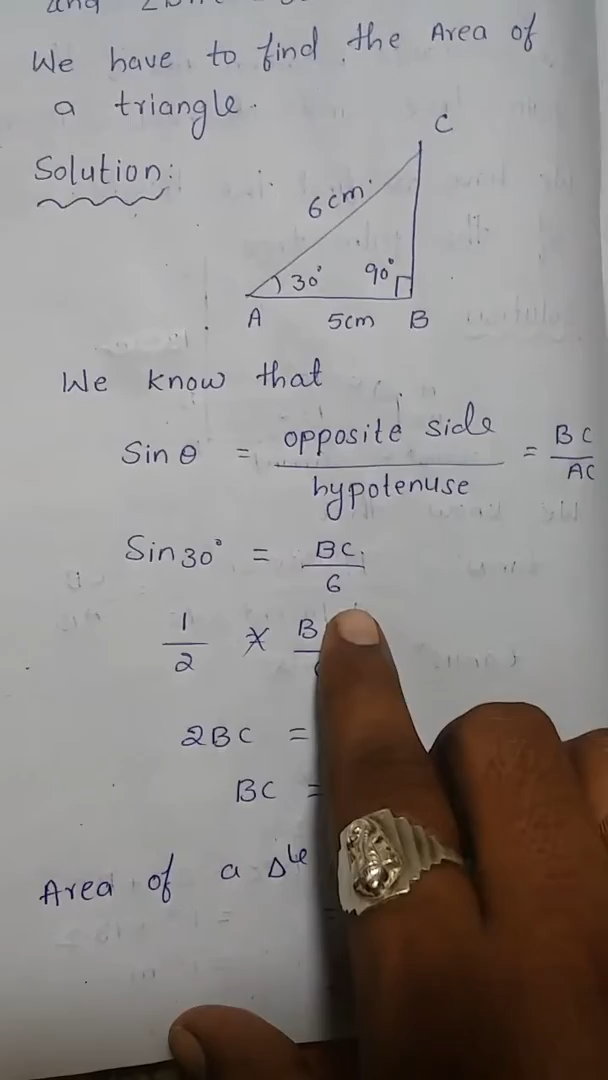 We have to find the Area of
a triangle.
Solution:
C
6cm
30° 90°
A 5cm B
We know that
Sin θ = opposite side / hypotenuse = BC / AC
Sin 30° = BC / 6
1 / 2 × B
2BC =
BC =
Area of a Δle